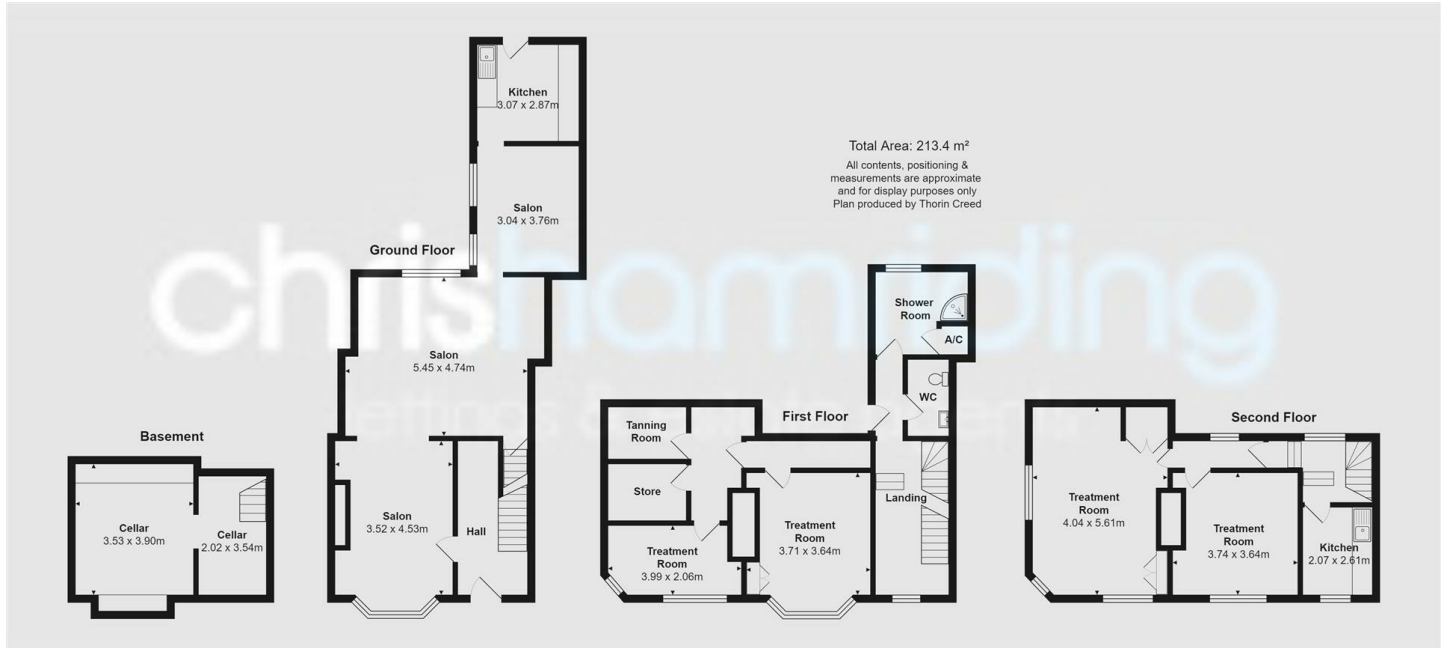 Kitchen
3.07 x 2.87m
Salon
3.04 x 3.76m
Ground Floor
Salon
5.45 x 4.74m
Salon
3.52 x 4.53m
Hall
Basement
Cellar
3.53 x 3.90m
Cellar
2.02 x 3.54m
Total Area: 213.4 m²
All contents, positioning &
measurements are approximate
and for display purposes only
Plan produced by Thorin Creed
First Floor
Shower
Room
A/C
WC
Tanning
Room
Store
Landing
Treatment
Room
3.71 x 3.64m
Treatment
Room
3.99 x 2.06m
Second Floor
Treatment
Room
4.04 x 5.61m
Treatment
Room
3.74 x 3.64m
Kitchen
2.07 x 2.61m